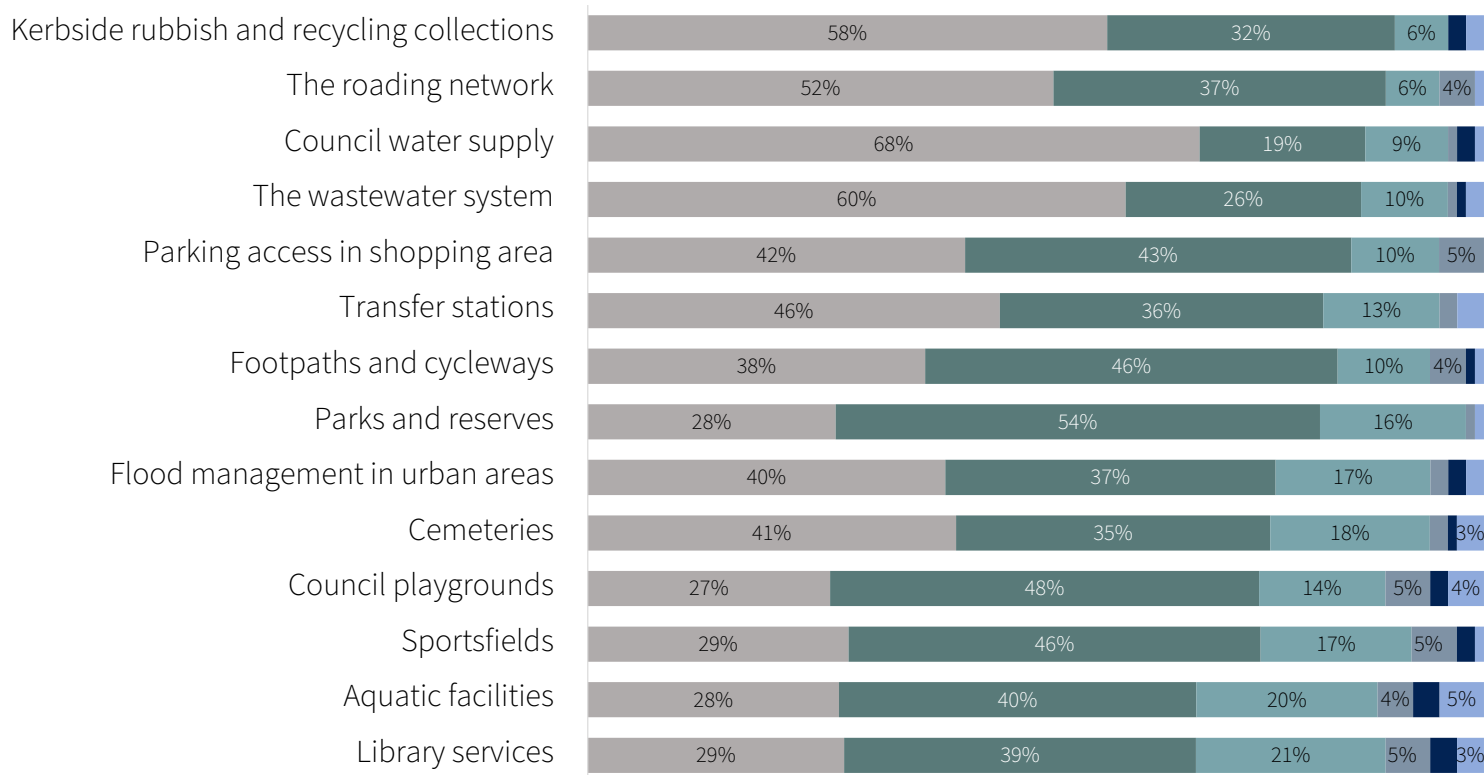 Kerbside rubbish and recycling collections 58% 32% 6%
The roading network 52% 37% 6% 4%
Council water supply 68% 19% 9%
The wastewater system 60% 26% 10%
Parking access in shopping area 42% 43% 10% 5%
Transfer stations 46% 36% 13%
Footpaths and cycleways 38% 46% 10% 4%
Parks and reserves 28% 54% 16%
Flood management in urban areas 40% 37% 17%
Cemeteries 41% 35% 18% 3%
Council playgrounds 27% 48% 14% 5% 4%
Sportsfields 29% 46% 17% 5%
Aquatic facilities 28% 40% 20% 4% 5%
Library services 29% 39% 21% 5% 3%